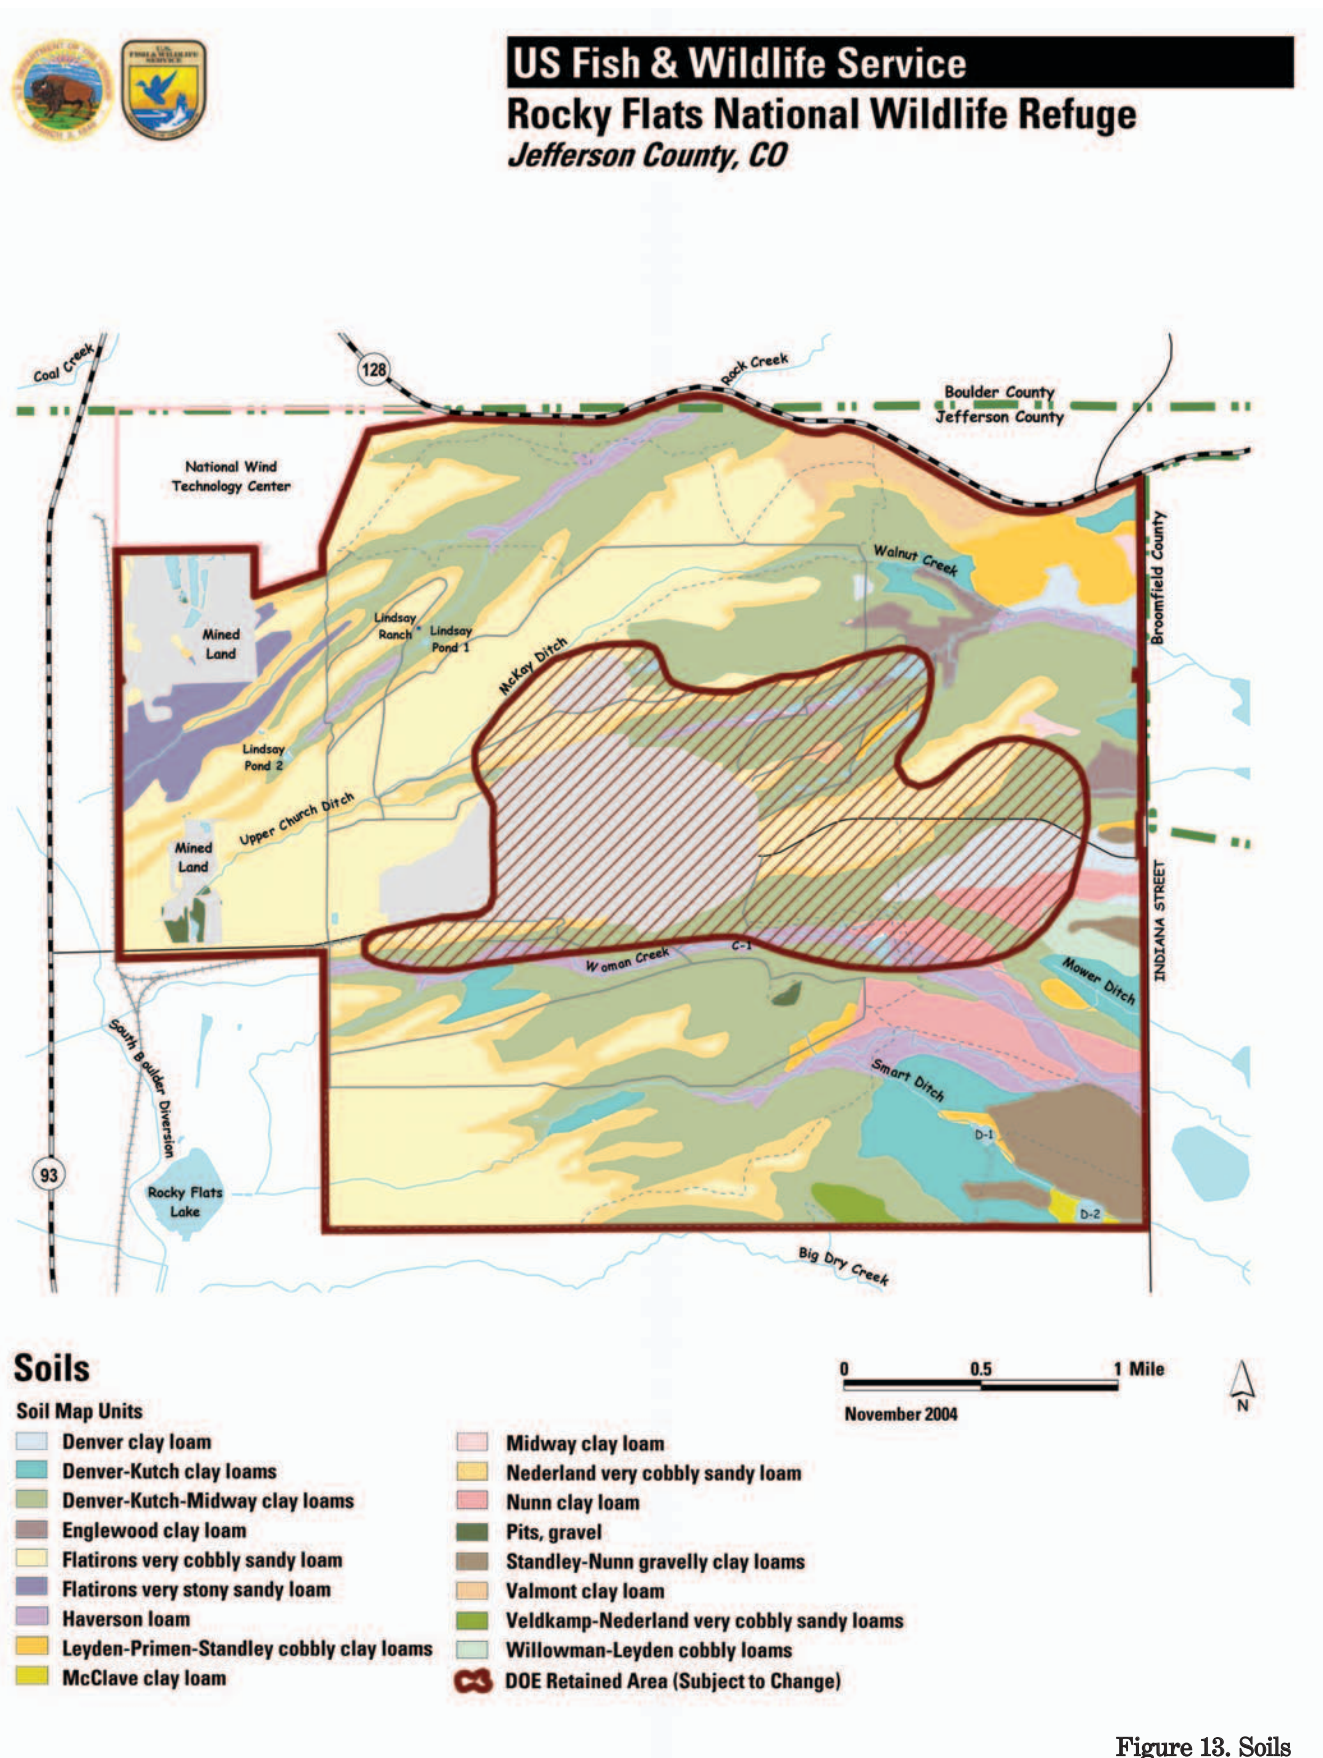 U.S.
FISH & WILDLIFE
SERVICE
MARCH 3, 1849
US Fish & Wildlife Service
Rocky Flats National Wildlife Refuge
Jefferson County, CO
Coal Creek
128
Rock Creek
Boulder County
Jefferson County
National Wind
Technology Center
Broomfield County
Walnut Creek
Mined
Land
Lindsay
Ranch
Lindsay
Pond 1
McKay Ditch
Lindsay
Pond 2
Upper Church Ditch
Mined
Land
INDIANA STREET
Woman Creek
C-1
Mower Ditch
South Boulder Diversion
Smart Ditch
D-1
93
Rocky Flats
Lake
D-2
Big Dry Creek
Soils
0 0.5 1 Mile
N
November 2004
Soil Map Units
Denver clay loam
Denver-Kutch clay loams
Denver-Kutch-Midway clay loams
Englewood clay loam
Flatirons very cobbly sandy loam
Flatirons very stony sandy loam
Haverson loam
Leyden-Primen-Standley cobbly clay loams
McClave clay loam
Midway clay loam
Nederland very cobbly sandy loam
Nunn clay loam
Pits, gravel
Standley-Nunn gravelly clay loams
Valmont clay loam
Veldkamp-Nederland very cobbly sandy loams
Willowman-Leyden cobbly loams
DOE Retained Area (Subject to Change)
Figure 13. Soils